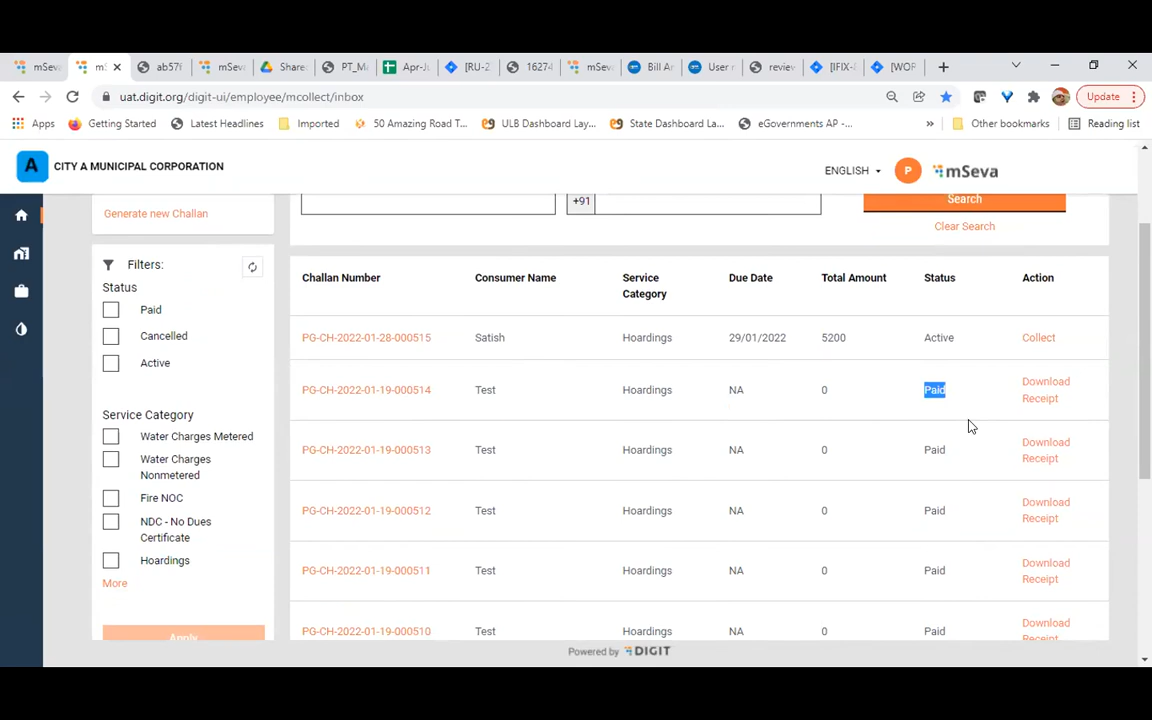 mSeva
m
ab57f
mSeva
Share
PT_M
Apr-J
[RU-2
16274
mSeva
Bill Ar
User r
review
[IFIX-
[WOR
uat.digit.org/digit-ui/employee/mcollect/inbox
Update
Apps
Getting Started
Latest Headlines
Imported
50 Amazing Road T...
ULB Dashboard Lay...
State Dashboard La...
eGovernments AP -...
»
Other bookmarks
Reading list
A
CITY A MUNICIPAL CORPORATION
ENGLISH
P
mSeva
Generate new Challan
+91
Search
Clear Search
Filters:
Status
Paid
Cancelled
Active
Service Category
Water Charges Metered
Water Charges
Nonmetered
Fire NOC
NDC - No Dues
Certificate
Hoardings
More
Apply
Challan Number Consumer Name Service Category Due Date Total Amount Status Action
PG-CH-2022-01-28-000515 Satish Hoardings 29/01/2022 5200 Active Collect
PG-CH-2022-01-19-000514 Test Hoardings NA 0 Paid Download Receipt
PG-CH-2022-01-19-000513 Test Hoardings NA 0 Paid Download Receipt
PG-CH-2022-01-19-000512 Test Hoardings NA 0 Paid Download Receipt
PG-CH-2022-01-19-000511 Test Hoardings NA 0 Paid Download Receipt
PG-CH-2022-01-19-000510 Test Hoardings NA 0 Paid Download Receipt
Powered by DIGIT